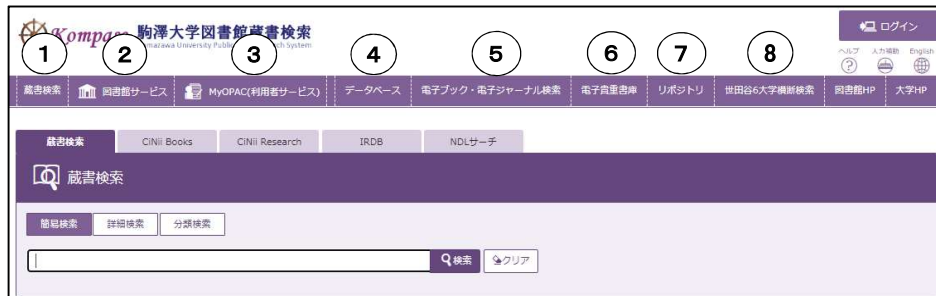 Kompass 駒澤大学図書館蔵書検索
Komazawa University Public Search System
ログイン
ヘルプ 入力補助 English
1 2 3 4 5 6 7 8
蔵書検索 図書館サービス MyOPAC(利用者サービス) データベース 電子ブック・電子ジャーナル検索 電子貴重書庫 リポジトリ 世田谷6大学横断検索 図書館HP 大学HP
蔵書検索 CiNii Books CiNii Research IRDB NDLサーチ
蔵書検索
簡易検索 詳細検索 分類検索
検索 クリア